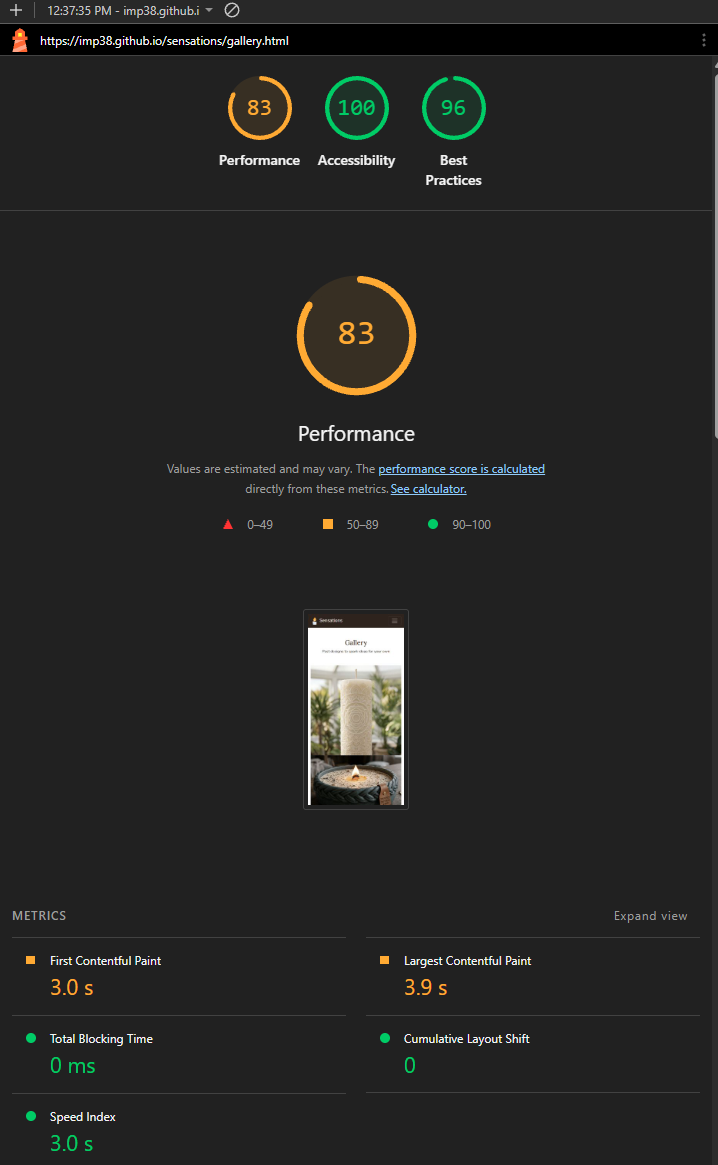 12:37:35 PM - imp38.github.i
https://imp38.github.io/sensations/gallery.html
83
100
96
Performance
Accessibility
Best
Practices
83
Performance
Values are estimated and may vary. The performance score is calculated
directly from these metrics. See calculator.
0–49
50–89
90–100
Sensations
Gallery
METRICS
Expand view
First Contentful Paint
3.0 s
Largest Contentful Paint
3.9 s
Total Blocking Time
0 ms
Cumulative Layout Shift
0
Speed Index
3.0 s